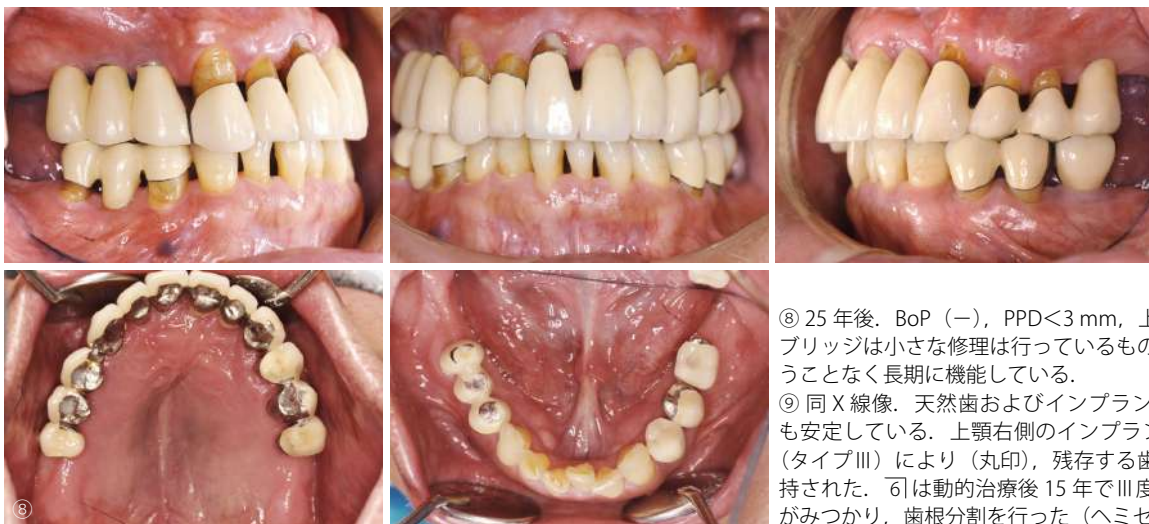 ⑧ 25 年後．BoP（－），PPD＜3 mm，上
ブリッジは小さな修理は行っているもの
うことなく長期に機能している．
⑨ 同 X 線像．天然歯およびインプラン
も安定している．上顎右側のインプラン
（タイプⅢ）により（丸印），残存する歯
持された．6⏌は動的治療後 15 年でⅢ度
がみつかり，歯根分割を行った（ヘミセ
⑧